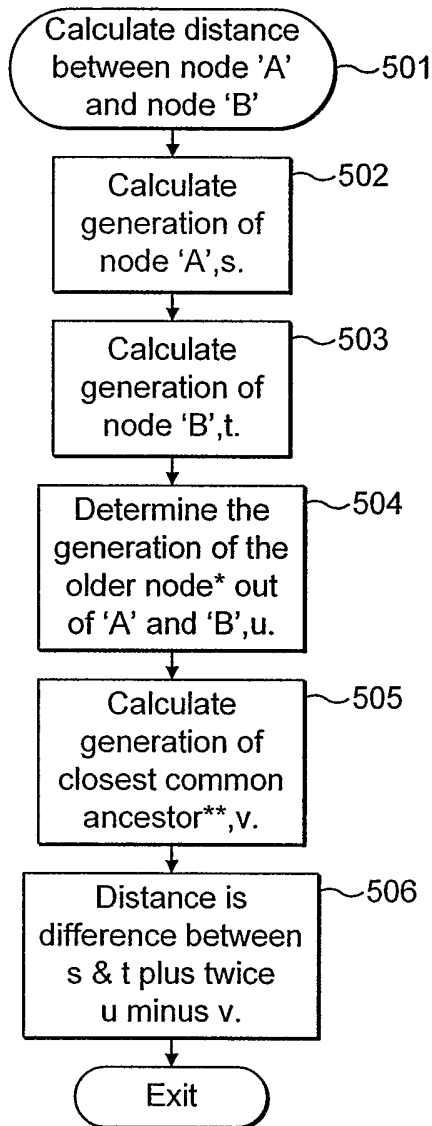 Calculate distance
between node 'A'
and node 'B'
501
502
Calculate
generation of
node 'A',s.
503
Calculate
generation of
node 'B',t.
504
Determine the
generation of the
older node* out
of 'A' and 'B',u.
505
Calculate
generation of
closest common
ancestor**,v.
506
Distance is
difference between
s & t plus twice
u minus v.
Exit